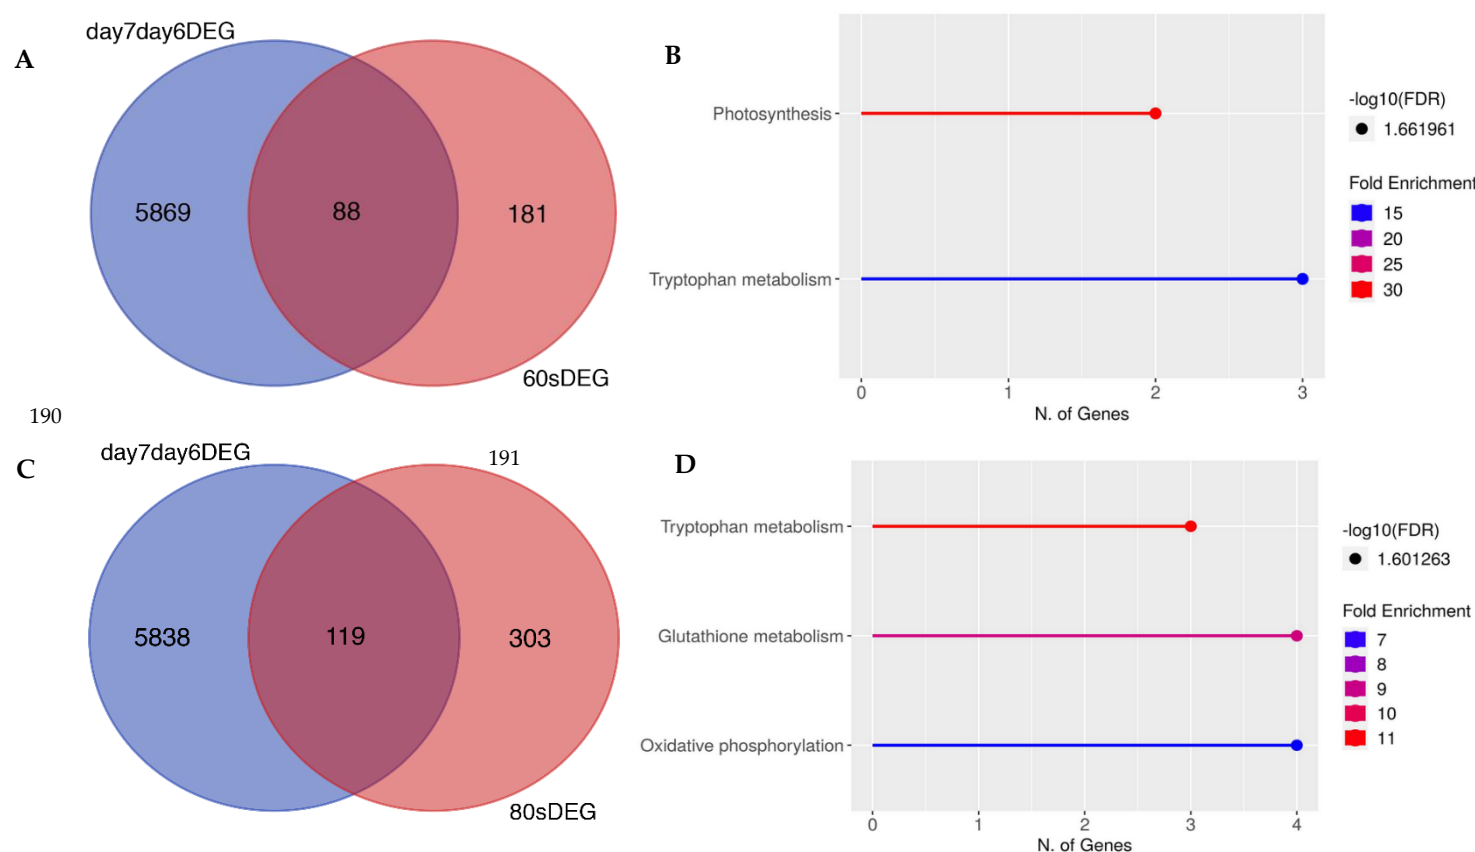 A
day7day6DEG
5869
88
181
60sDEG
B
Photosynthesis
Tryptophan metabolism
0 1 2 3
N. of Genes
-log10(FDR)
1.661961
Fold Enrichment
15
20
25
30
190
C
day7day6DEG
191
5838
119
303
80sDEG
D
Tryptophan metabolism
Glutathione metabolism
Oxidative phosphorylation
0 1 2 3 4
N. of Genes
-log10(FDR)
1.601263
Fold Enrichment
7
8
9
10
11